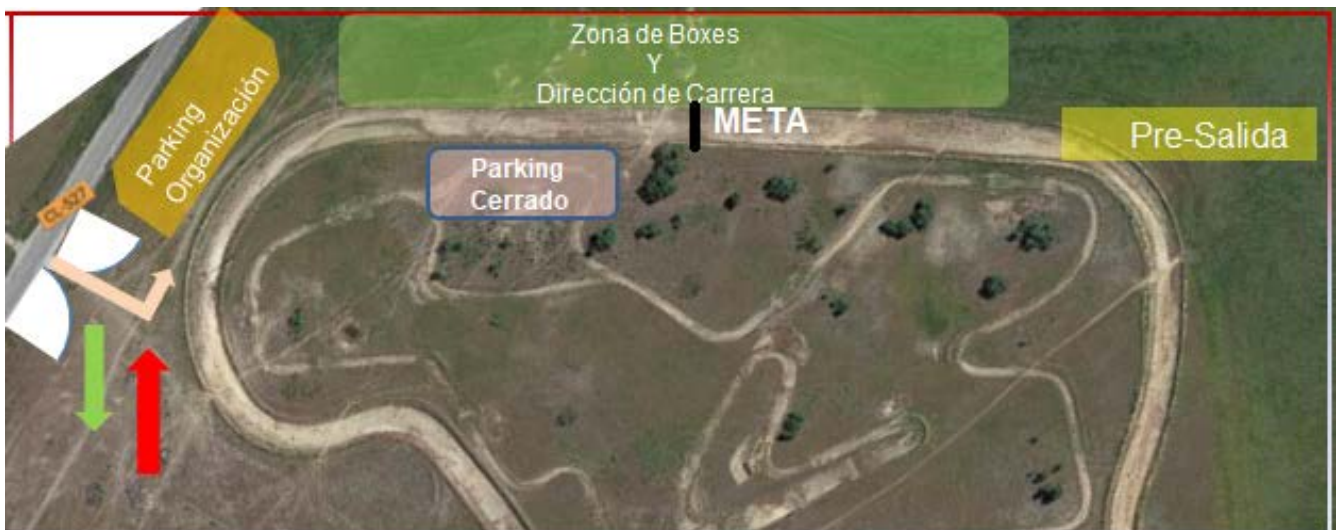 Zona de Boxes
Y
Dirección de Carrera
META
Pre-Salida
Parking
Organización
Parking
Cerrado
CL-527